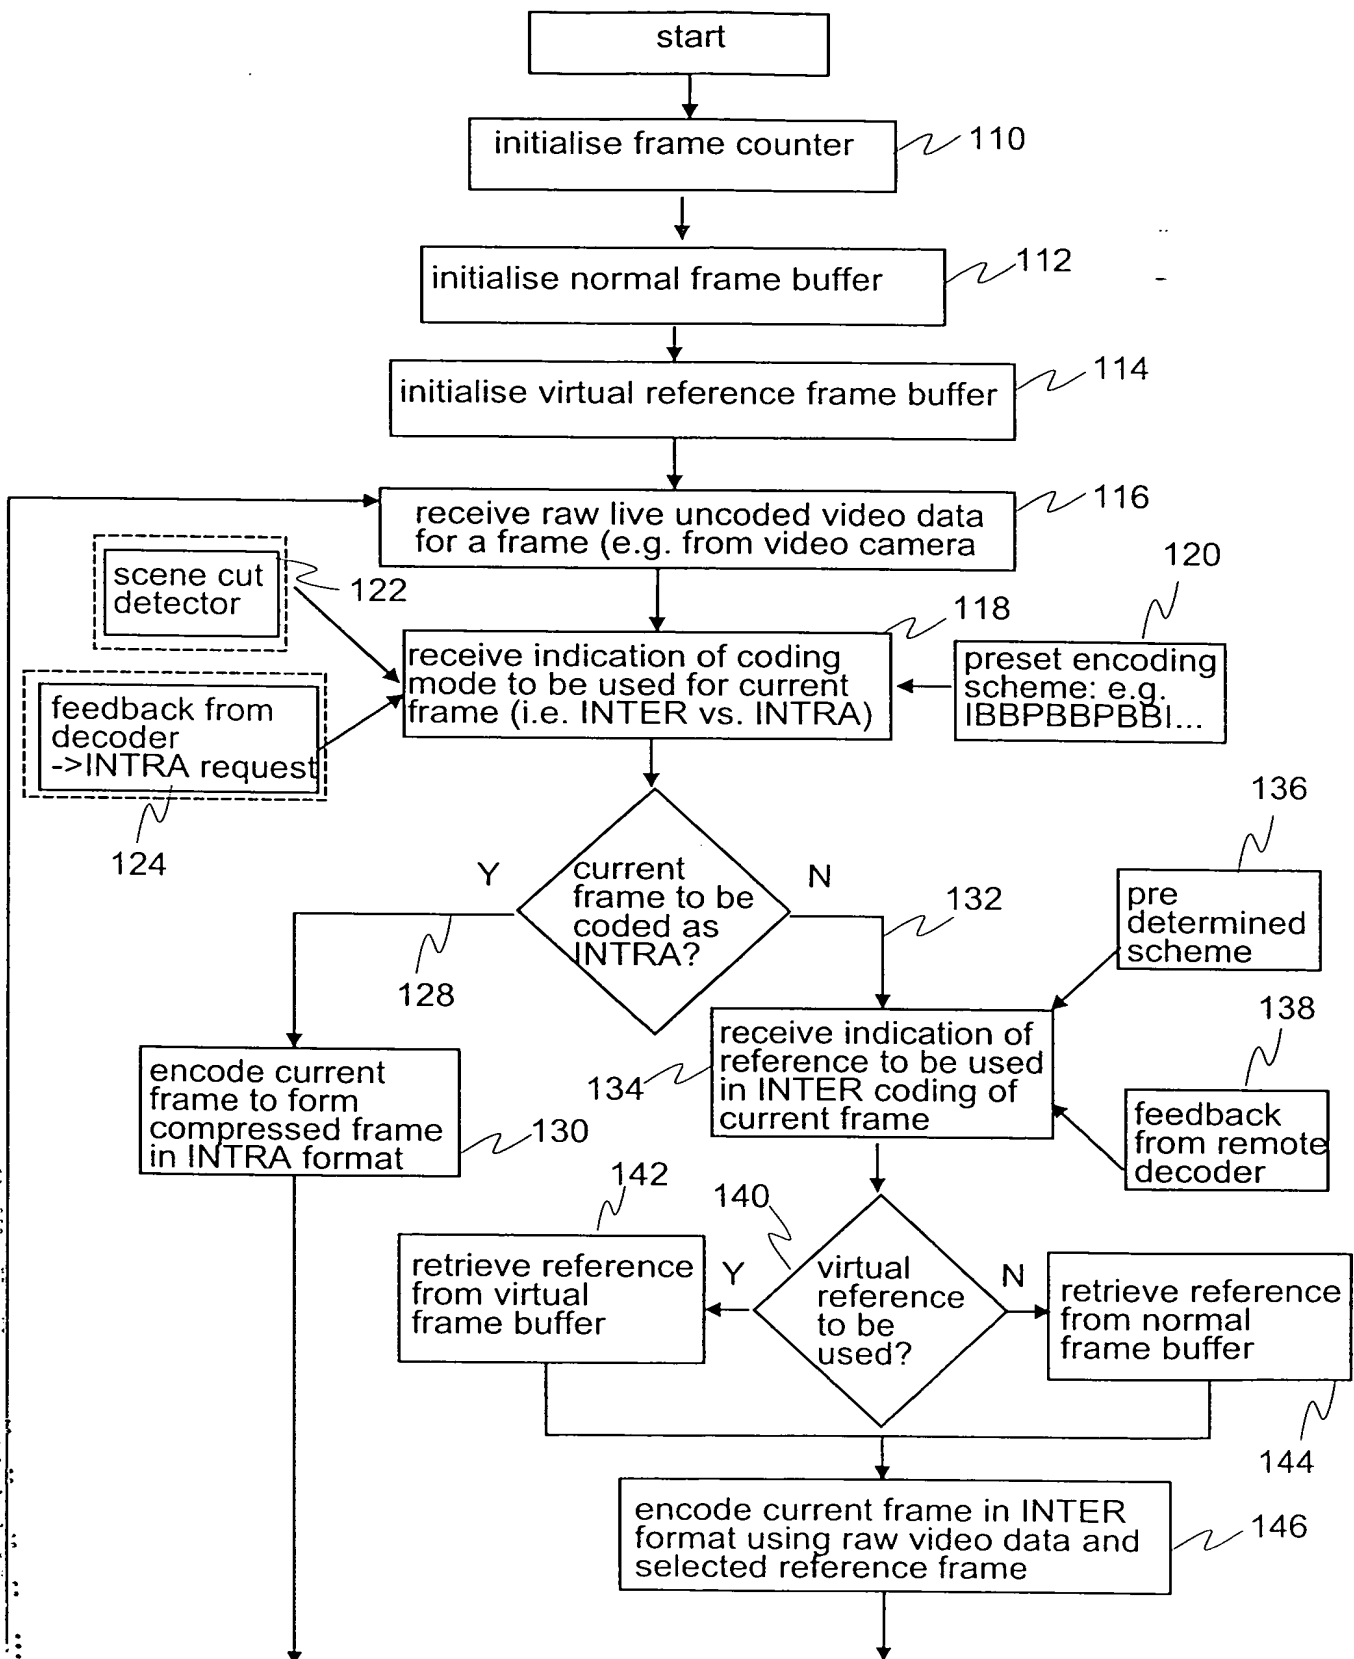 start
initialise frame counter
110
initialise normal frame buffer
112
initialise virtual reference frame buffer
114
receive raw live uncoded video data
for a frame (e.g. from video camera
116
scene cut
detector
122
120
118
receive indication of coding
mode to be used for current
frame (i.e. INTER vs. INTRA)
preset encoding
scheme: e.g.
IBBPBBPBBI...
feedback from
decoder
->INTRA request
124
136
Y
current
frame to be
coded as
INTRA?
N
132
pre
determined
scheme
128
138
receive indication of
reference to be used
in INTER coding of
current frame
134
encode current
frame to form
compressed frame
in INTRA format
130
feedback
from remote
decoder
142
140
retrieve reference
from virtual
frame buffer
Y
virtual
reference
to be
used?
N
retrieve reference
from normal
frame buffer
144
encode current frame in INTER
format using raw video data and
selected reference frame
146